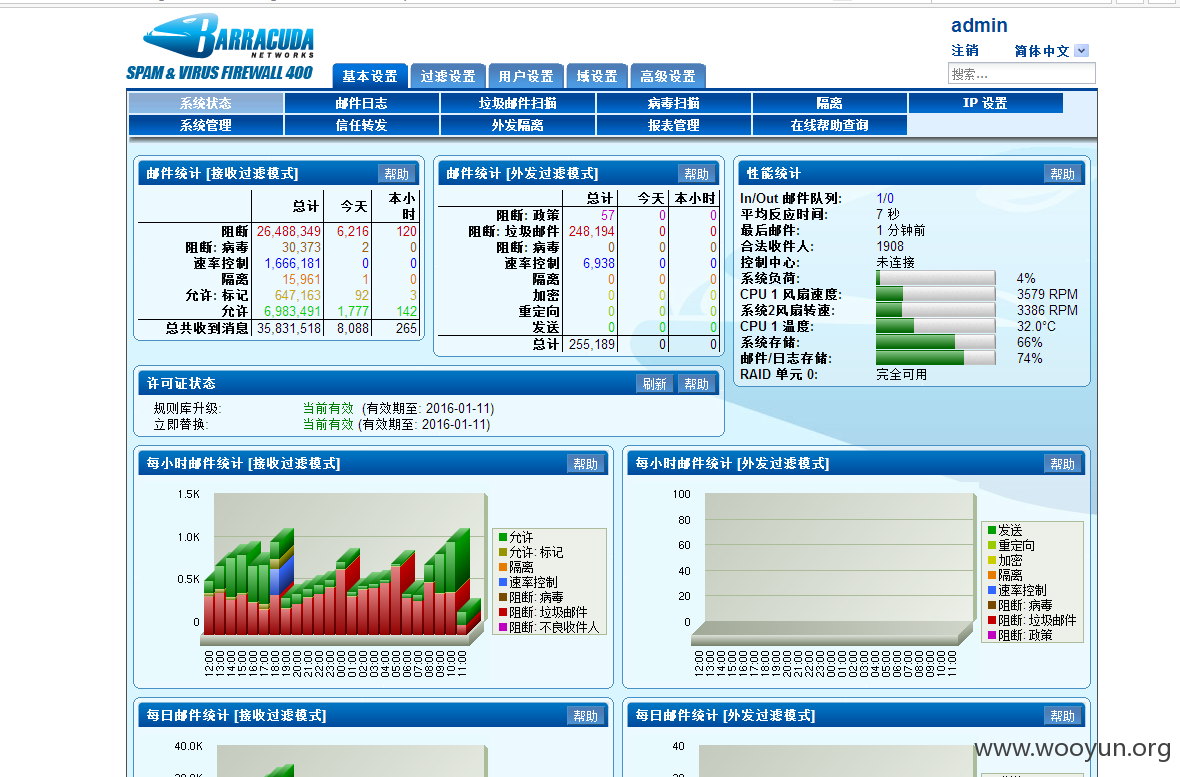 admin
BARRACUDA
NETWORKS
SPAM & VIRUS FIREWALL 400
注销 简体中文
搜索...
基本设置 过滤设置 用户设置 域设置 高级设置
系统状态 邮件日志 垃圾邮件扫描 病毒扫描 隔离 IP 设置
系统管理 信任转发 外发隔离 报表管理 在线帮助查询
邮件统计 [接收过滤模式] 帮助
总计 今天 本小时
阻断 26,488,349 6,216 120
阻断: 病毒 30,373 2 0
速率控制 1,666,181 0 0
隔离 15,961 1 0
允许: 标记 647,163 92 3
允许 6,983,491 1,777 142
总共收到消息 35,831,518 8,088 265
邮件统计 [外发过滤模式] 帮助
总计 今天 本小时
阻断: 政策 57 0 0
阻断: 垃圾邮件 248,194 0 0
阻断: 病毒 0 0 0
速率控制 6,938 0 0
隔离 0 0 0
加密 0 0 0
重定向 0 0 0
发送 0 0 0
总计 255,189 0 0
性能统计 帮助
In/Out 邮件队列: 1/0
平均反应时间: 7 秒
最后邮件: 1 分钟前
合法收件人: 1908
控制中心: 未连接
系统负荷: 4%
CPU 1 风扇速度: 3579 RPM
系统2风扇转速: 3386 RPM
CPU 1 温度: 32.0°C
系统存储: 66%
邮件/日志存储: 74%
RAID 单元 0: 完全可用
许可证状态 刷新 帮助
规则库升级: 当前有效 (有效期至: 2016-01-11)
立即替换: 当前有效 (有效期至: 2016-01-11)
每小时邮件统计 [接收过滤模式] 帮助
1.5K
1.0K
0.5K
0
允许
允许: 标记
隔离
速率控制
阻断: 病毒
阻断: 垃圾邮件
阻断: 不良收件人
12:00 13:00 14:00 15:00 16:00 17:00 18:00 19:00 20:00 21:00 22:00 23:00 00:00 01:00 02:00 03:00 04:00 05:00 06:00 07:00 08:00 09:00 10:00 11:00
每小时邮件统计 [外发过滤模式] 帮助
100
80
60
40
20
0
发送
重定向
加密
隔离
速率控制
阻断: 病毒
阻断: 垃圾邮件
阻断: 政策
12:00 13:00 14:00 15:00 16:00 17:00 18:00 19:00 20:00 21:00 22:00 23:00 00:00 01:00 02:00 03:00 04:00 05:00 06:00 07:00 08:00 09:00 10:00 11:00
每日邮件统计 [接收过滤模式] 帮助
40.0K
每日邮件统计 [外发过滤模式] 帮助
40
www.wooyun.org